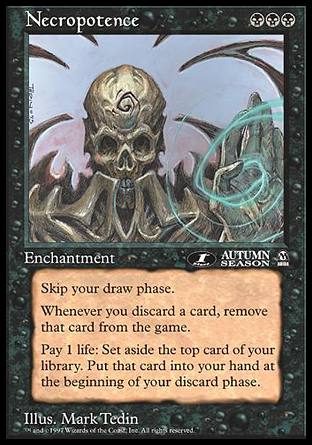 Necropotence
Enchantment
I
AUTUMN
SEASON
Skip your draw phase.
Whenever you discard a card, remove
that card from the game.
Pay 1 life: Set aside the top card of your
library. Put that card into your hand at
the beginning of your discard phase.
Illus. Mark Tedin
™ and ©1997 Wizards of the Coast, Inc. All rights reserved.